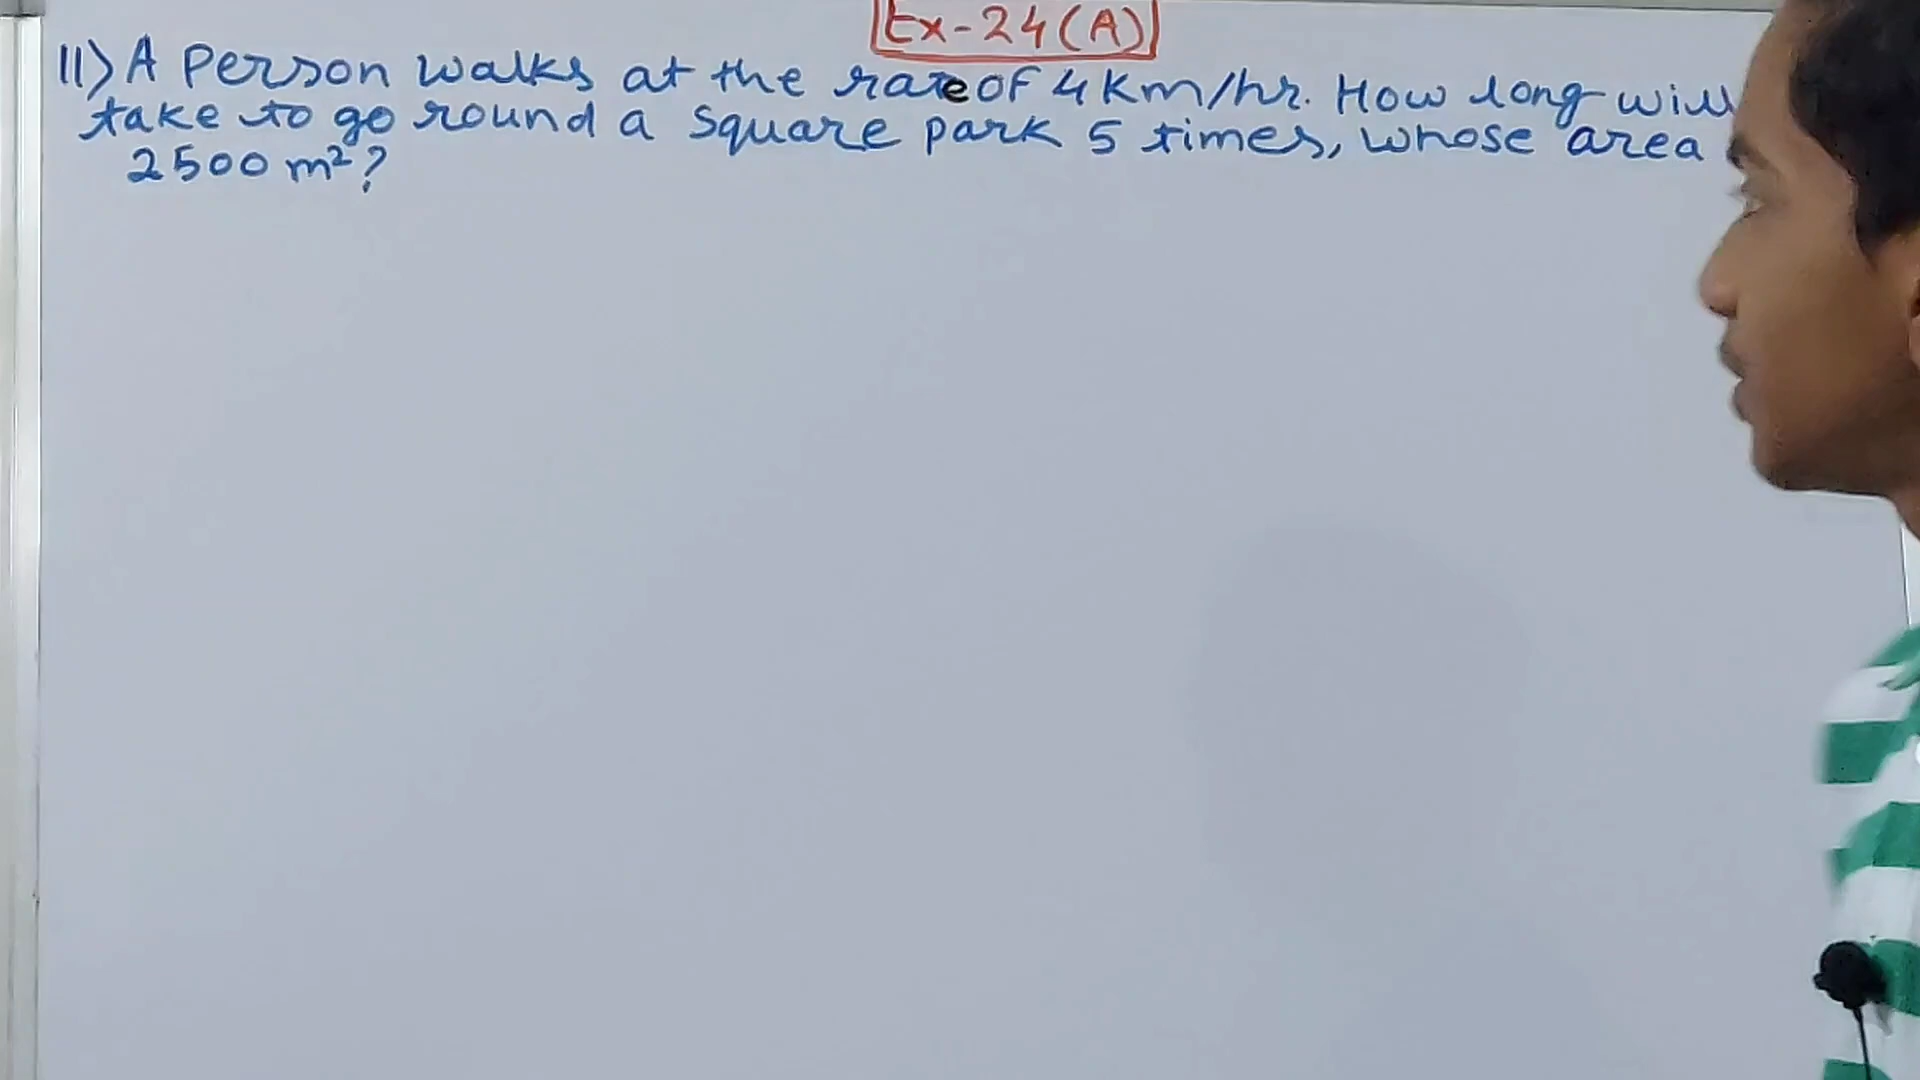 Ex-24(A)
11) A Person walks at the rate of 4 Km/hr. How long will
take to go round a square park 5 times, whose area
2500 m²?